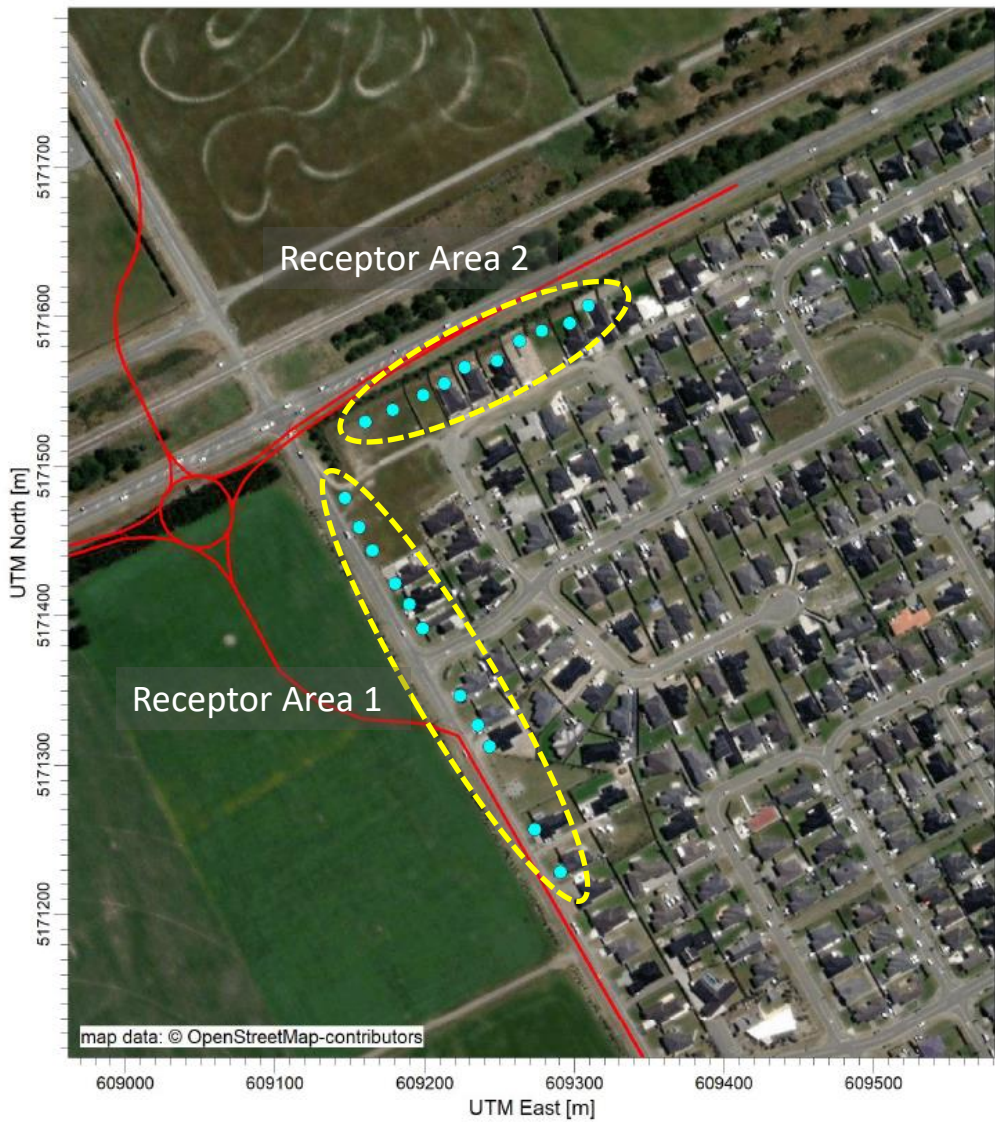 5171700
Receptor Area 2
5171600
5171500
UTM North [m]
5171400
Receptor Area 1
5171300
5171200
map data: © OpenStreetMap-contributors
609000
609100
609200
609300
609400
609500
UTM East [m]